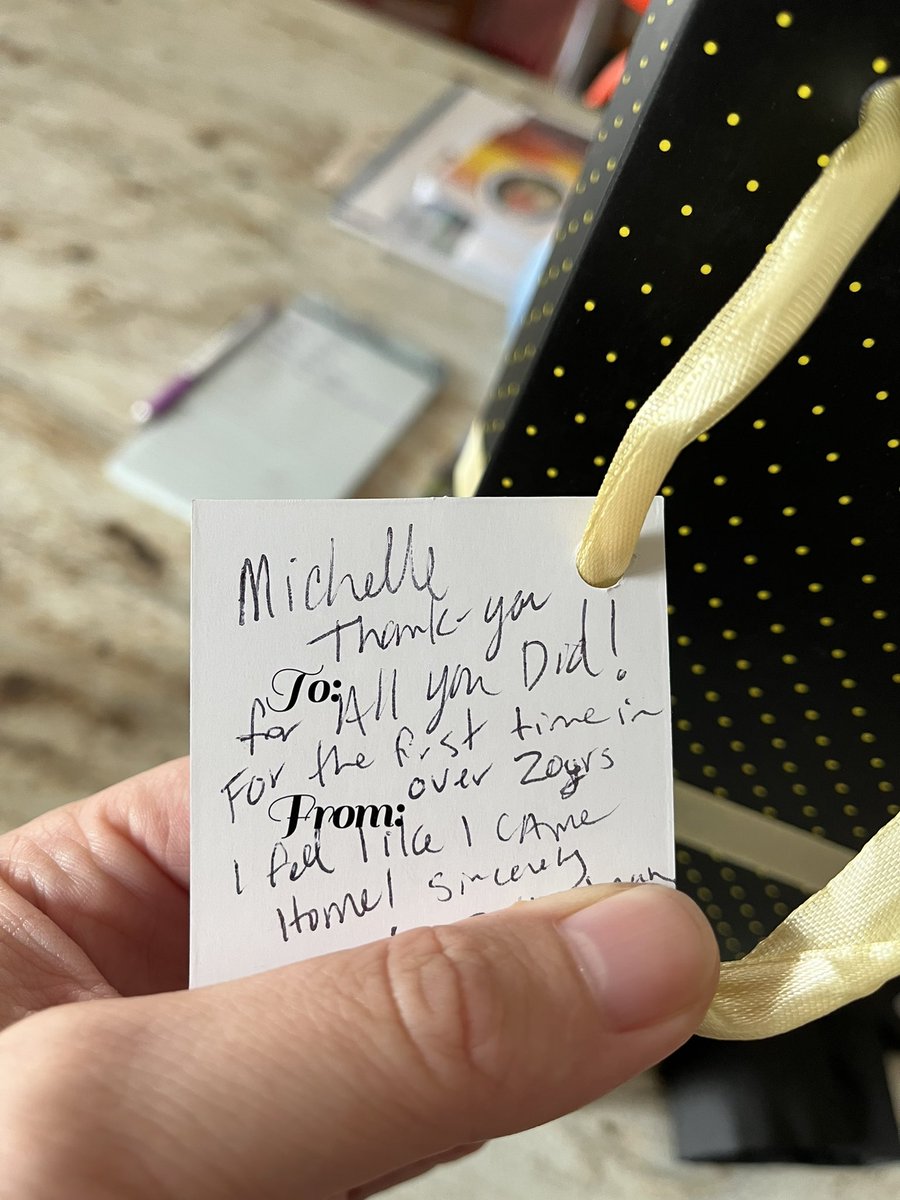 Michelle
Thank you
To:
for All you Did!
For the first time in
over 20yrs
From:
I feel like I came
Home! Sincerely